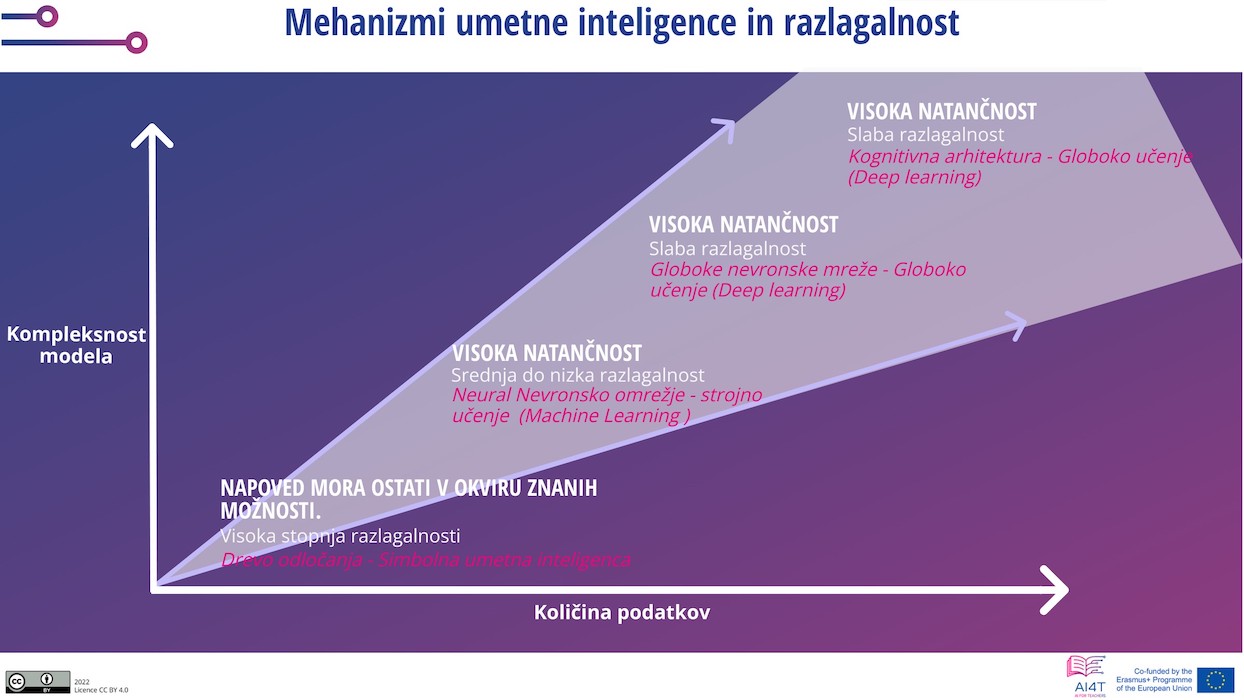 Mehanizmi umetne inteligence in razlagalnost
VISOKA NATANČNOST
Slaba razlagalnost
Kognitivna arhitektura - Globoko učenje
(Deep learning)
VISOKA NATANČNOST
Slaba razlagalnost
Globoke nevronske mreže - Globoko
učenje (Deep learning)
Kompleksnost
modela
VISOKA NATANČNOST
Srednja do nizka razlagalnost
Neural Nevronsko omrežje - strojno
učenje (Machine Learning )
NAPOVED MORA OSTATI V OKVIRU ZNANIH
MOŽNOSTI.
Visoka stopnja razlagalnosti
Drevo odločanja - Simbolna umetna inteligenca
Količina podatkov
cc BY
2022
Licence CC BY 4.0
AI4T
AI FOR TEACHERS
Co-funded by the
Erasmus+ Programme
of the European Union